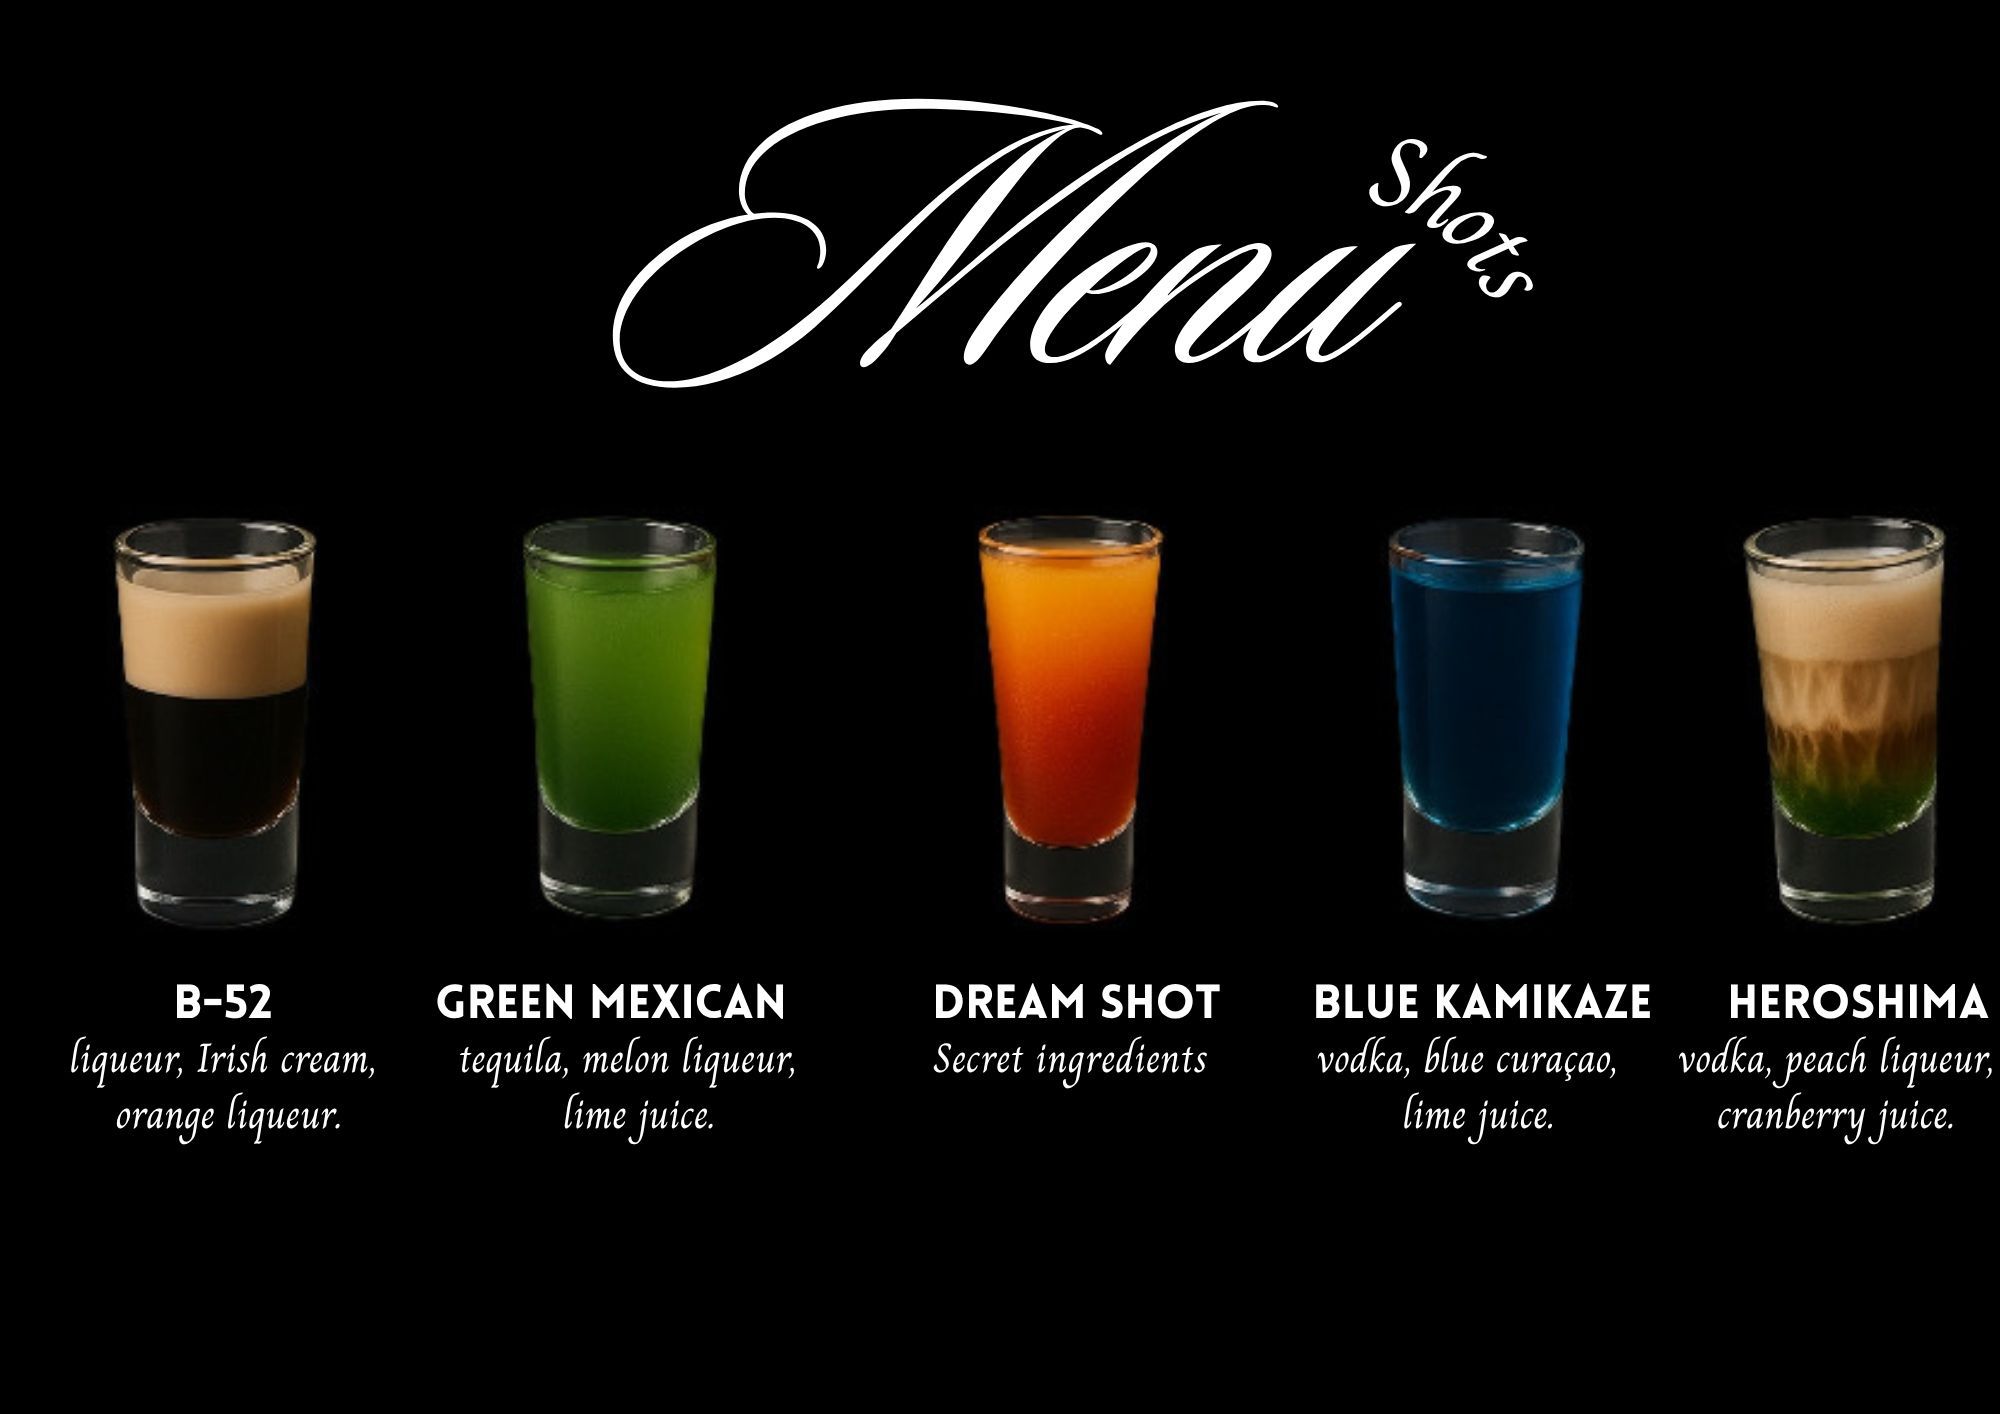 Menu
Shots
B-52
liqueur, Irish cream,
orange liqueur.
GREEN MEXICAN
tequila, melon liqueur,
lime juice.
DREAM SHOT
Secret ingredients
BLUE KAMIKAZE
vodka, blue curaçao,
lime juice.
HEROSHIMA
vodka, peach liqueur,
cranberry juice.